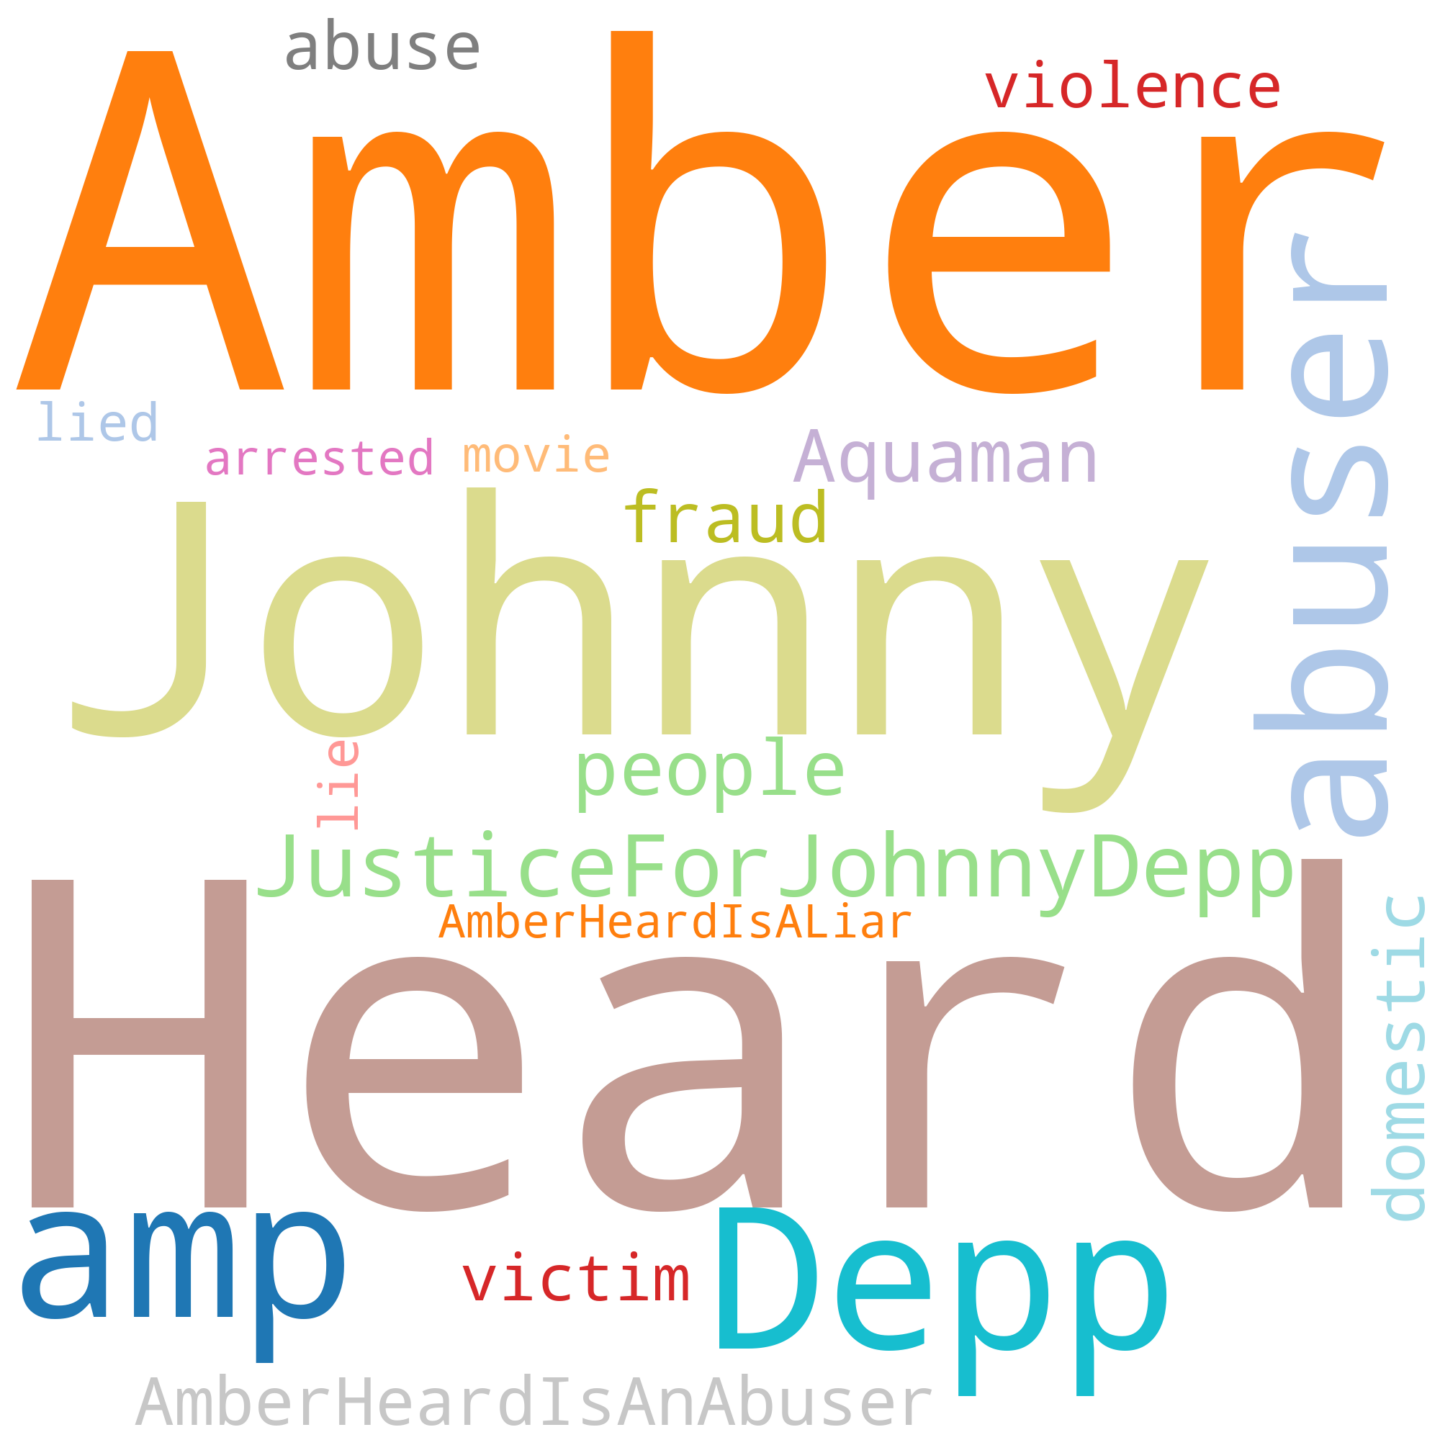 abuse
violence
Amber
abuser
lied
arrested
movie
Aquaman
fraud
Johnny
lie
people
JusticeForJohnnyDepp
AmberHeardIsALiar
Heard
domestic
amp
victim
Depp
AmberHeardIsAnAbuser